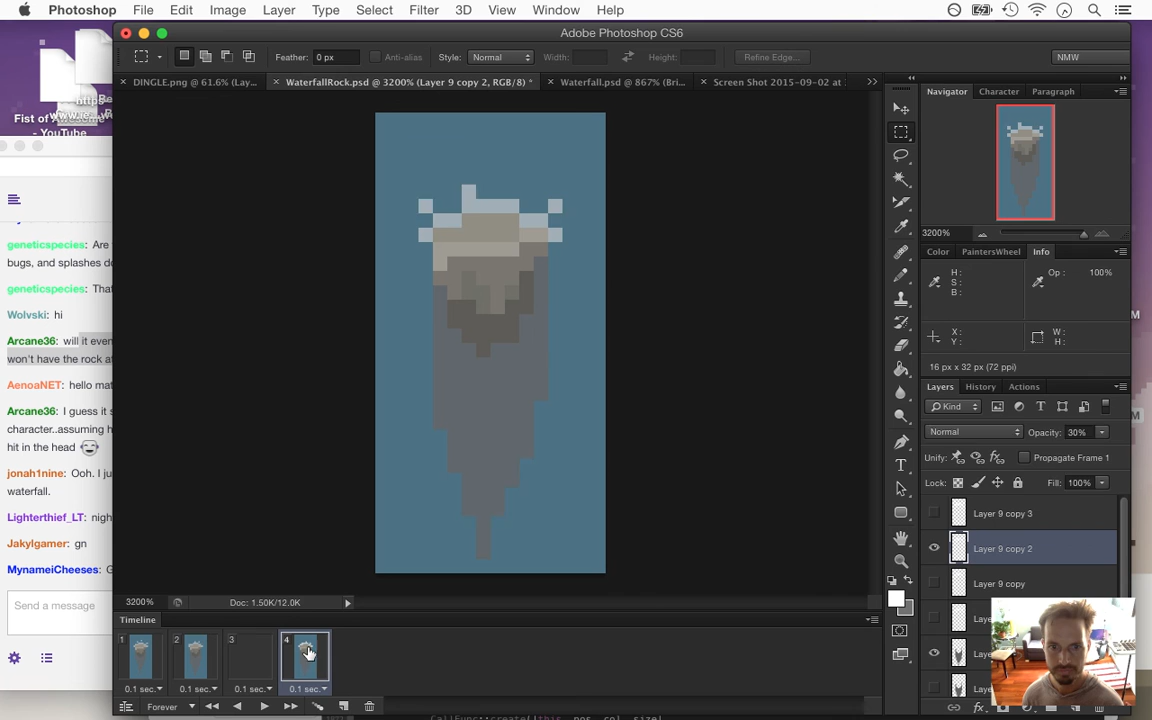 Photoshop File Edit Image Layer Type Select Filter 3D View Window Help
Adobe Photoshop CS6
Feather: 0 px Anti-alias Style: Normal Width: Height: Refine Edge... NMW
DINGLE.png @ 61.6% (Lay... WaterfallRock.psd @ 3200% (Layer 9 copy 2, RGB/8) * Waterfall.psd @ 867% (Bri... Screen Shot 2015-09-02 at
Fist of Awesome
- YouTube
geneticspecies: Are
bugs, and splashes do
geneticspecies: That
Wolvski: hi
Arcane36: will it even
won't have the rock at
AenoaNET: hello mat
Arcane36: I guess it s
character..assuming h
hit in the head
jonah1nine: Ooh. I ju
waterfall.
Lighterthief_LT: nigh
Jakylgamer: gn
MynameiCheeses: G
Send a message
Navigator Character Paragraph
3200%
Color PaintersWheel Info
H:
S:
B:
Op: 100%
X:
Y:
W:
H:
16 px x 32 px (72 ppi)
Layers History Actions
Kind
Normal Opacity: 30%
Unify: Propagate Frame 1
Lock: Fill: 100%
Layer 9 copy 3
Layer 9 copy 2
Layer 9 copy
Laye
Laye
Laye
3200% Doc: 1.50K/12.0K
Timeline
1 2 3 4
0.1 sec. 0.1 sec. 0.1 sec. 0.1 sec.
Forever